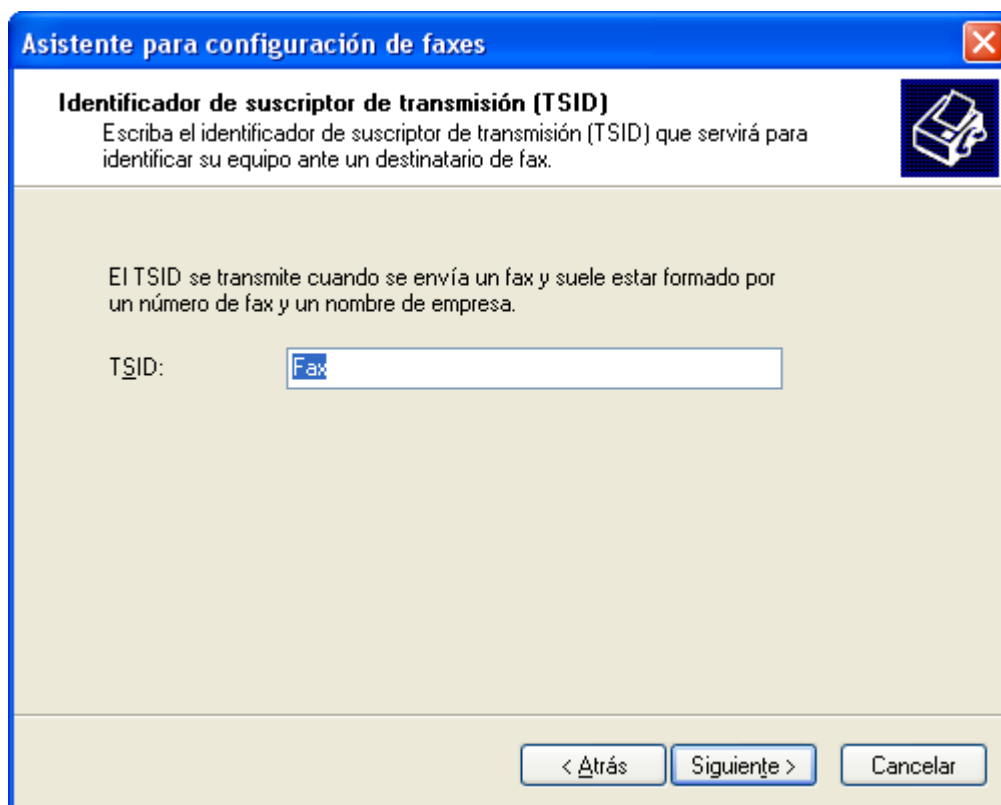 Asistente para configuración de faxes
Identificador de suscriptor de transmisión (TSID)
Escriba el identificador de suscriptor de transmisión (TSID) que servirá para
identificar su equipo ante un destinatario de fax.
El TSID se transmite cuando se envía un fax y suele estar formado por
un número de fax y un nombre de empresa.
TSID: Fax
< Atrás Siguiente > Cancelar